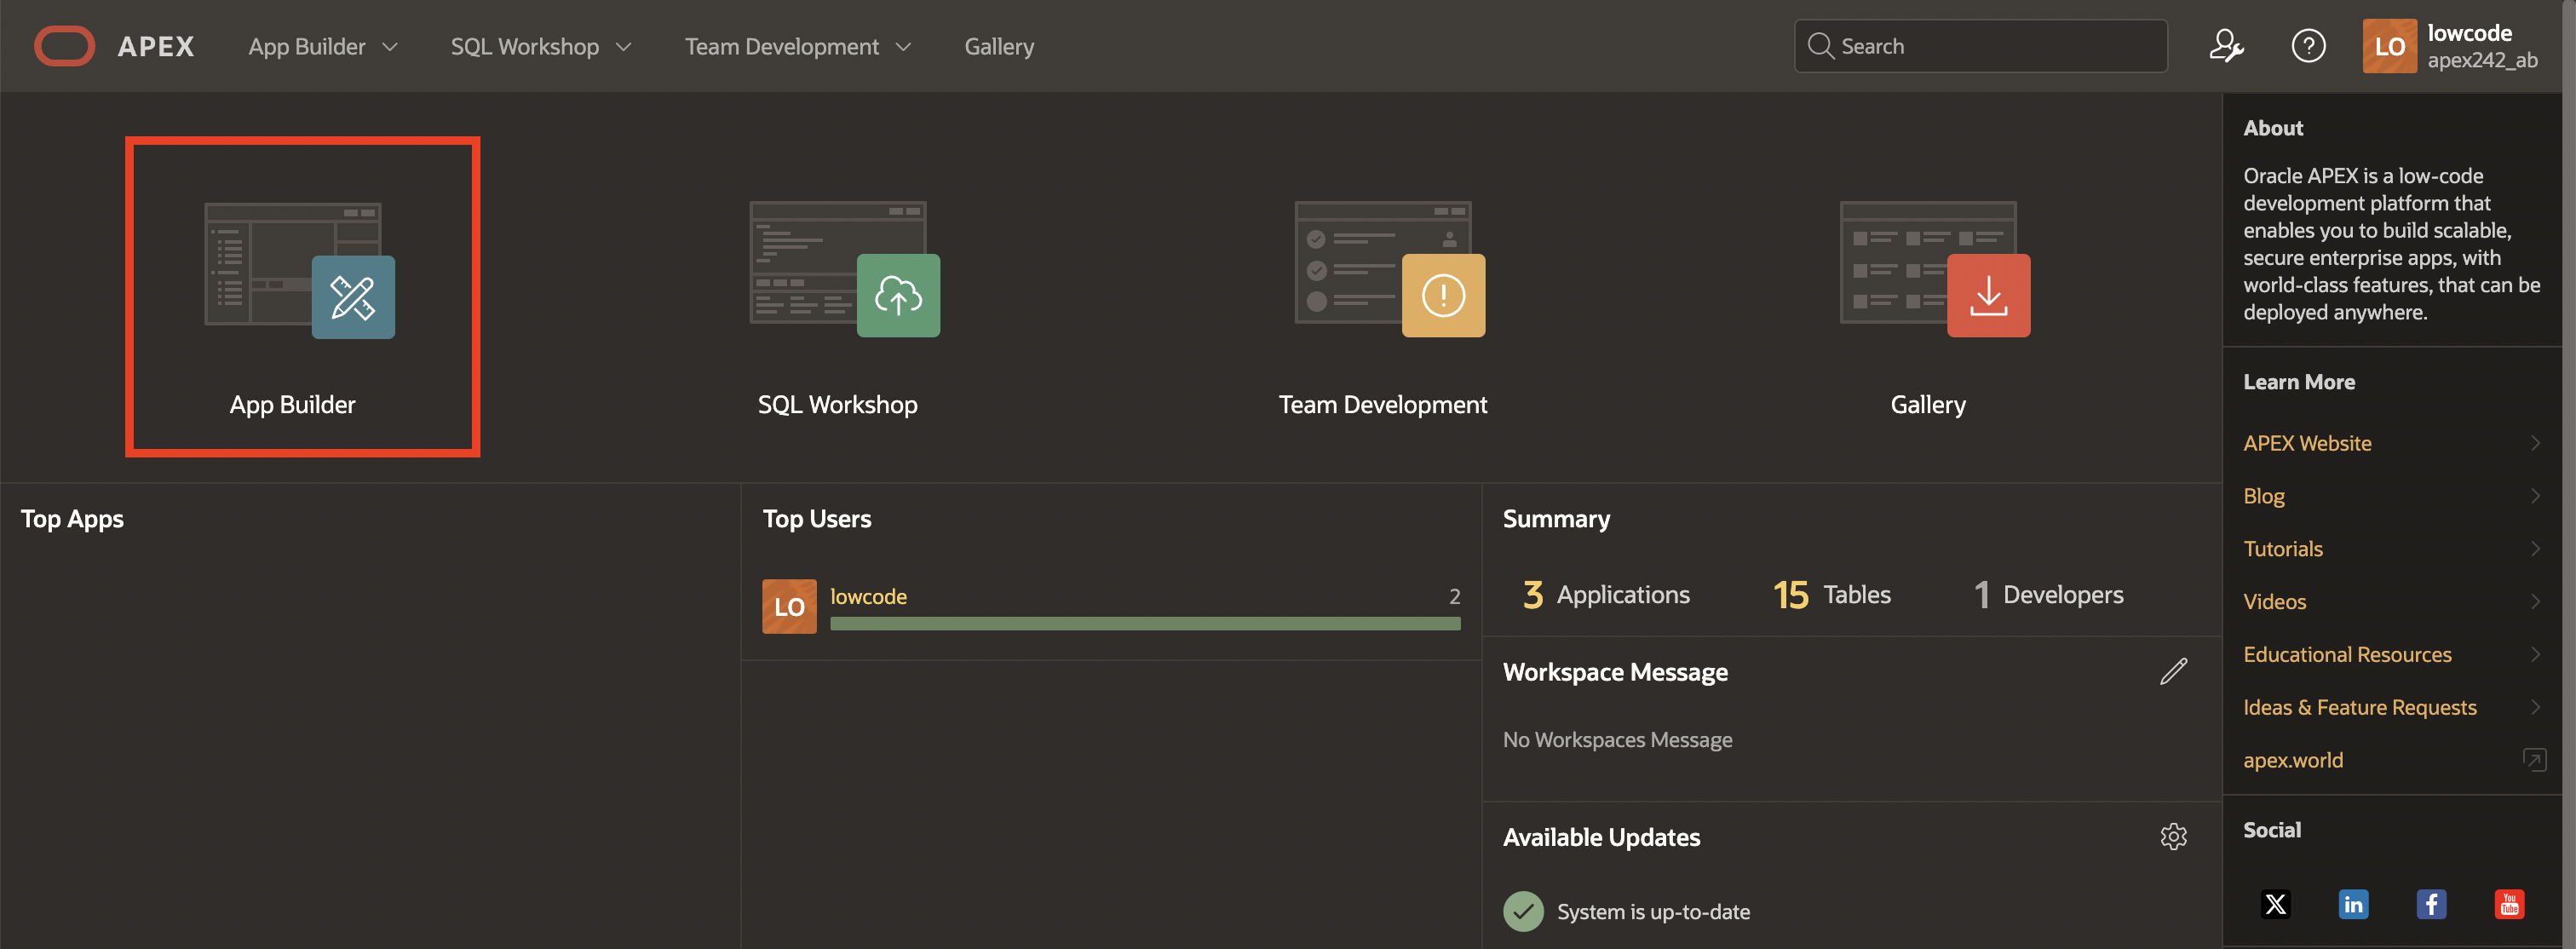 APEX
App Builder
SQL Workshop
Team Development
Gallery
Search
LO
lowcode
apex242_ab
App Builder
SQL Workshop
Team Development
Gallery
Top Apps
Top Users
LO
lowcode
2
Summary
3 Applications
15 Tables
1 Developers
Workspace Message
No Workspaces Message
Available Updates
System is up-to-date
About
Oracle APEX is a low-code
development platform that
enables you to build scalable,
secure enterprise apps, with
world-class features, that can be
deployed anywhere.
Learn More
APEX Website
Blog
Tutorials
Videos
Educational Resources
Ideas & Feature Requests
apex.world
Social
X
in
f
You
Tube